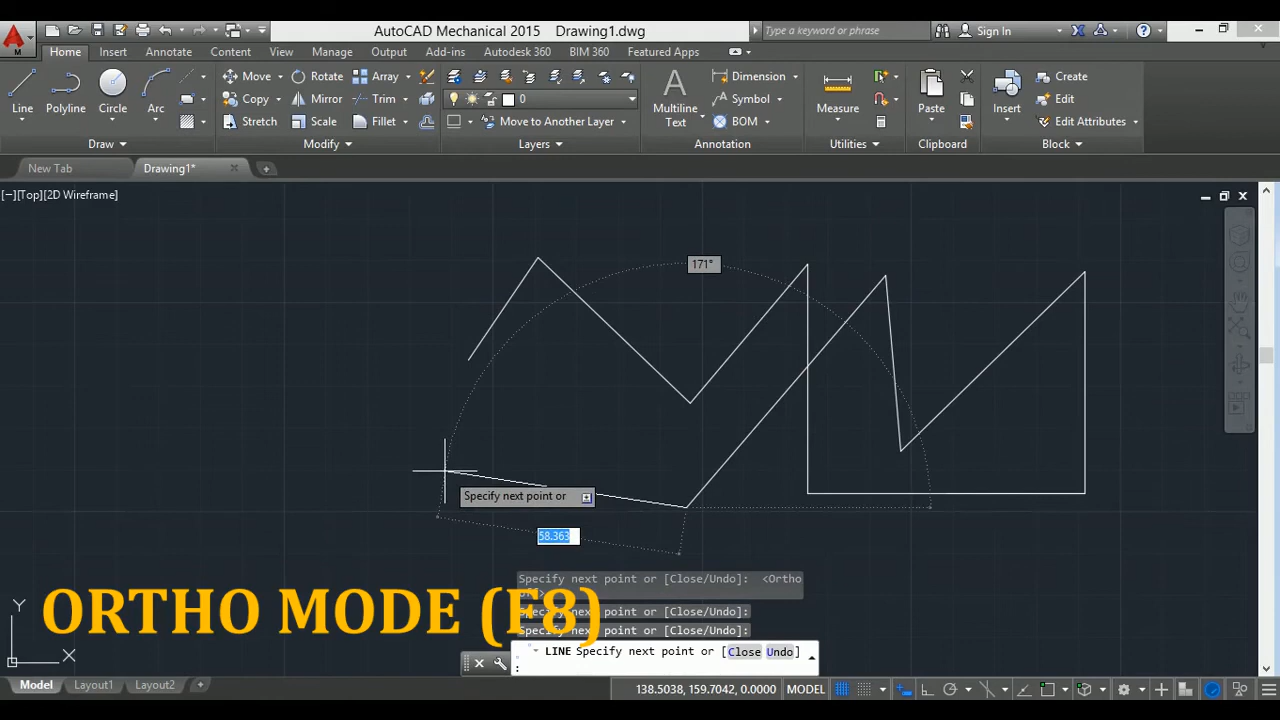 AutoCAD Mechanical 2015 Drawing1.dwg
Type a keyword or phrase
Sign In
M
Home Insert Annotate Content View Manage Output Add-ins Autodesk 360 BIM 360 Featured Apps
Line Polyline Circle Arc
Move Rotate Array
Copy Mirror Trim
Stretch Scale Fillet
0
Move to Another Layer
Multiline Text
Dimension
Symbol
BOM
Measure
Paste
Insert
Create
Edit
Edit Attributes
Draw Modify Layers Annotation Utilities Clipboard Block
New Tab Drawing1*
[−][Top][2D Wireframe]
171°
Specify next point or
58.363
Specify next point or [Close/Undo]: <Ortho
Specify next point or [Close/Undo]:
Specify next point or [Close/Undo]:
LINE Specify next point or [Close Undo]
:
ORTHO MODE (F8)
Y
X
Model Layout1 Layout2
138.5038, 159.7042, 0.0000 MODEL